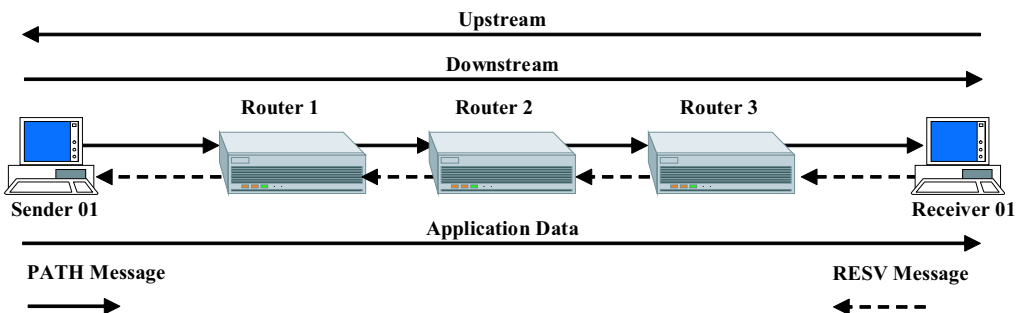 Upstream
Downstream
Router 1
Router 2
Router 3
Sender 01
Receiver 01
Application Data
PATH Message
RESV Message